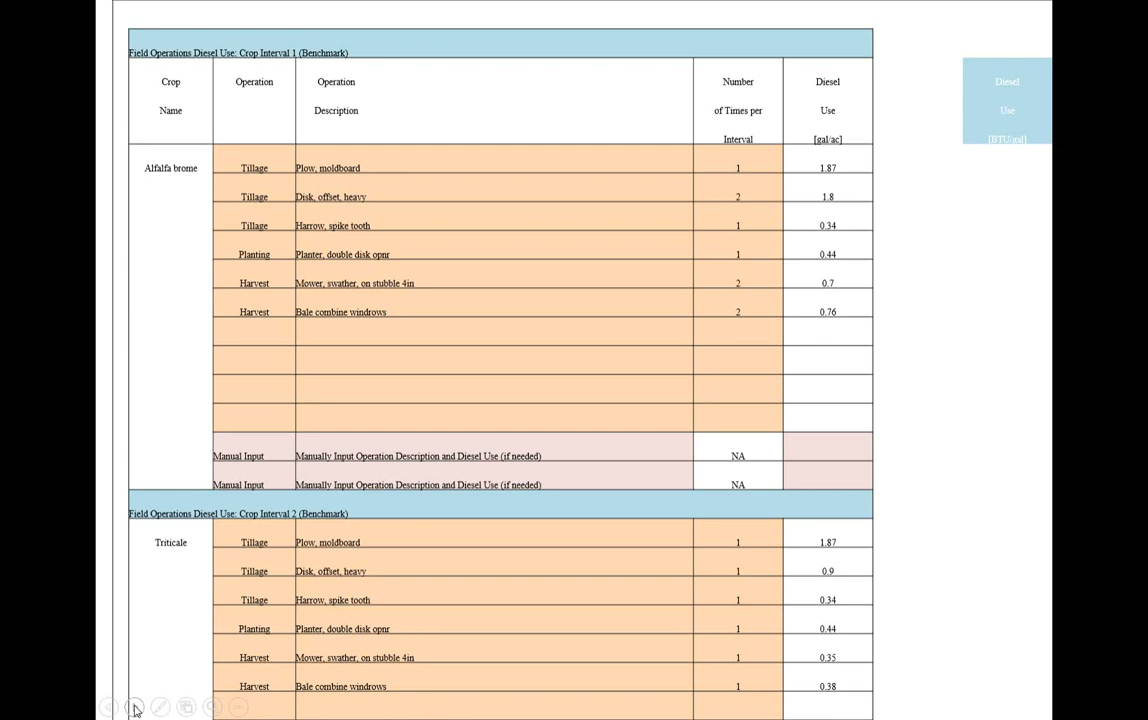 Field Operations Diesel Use: Crop Interval 1 (Benchmark)
Crop Name Operation Operation Description Number of Times per Interval Diesel Use [gal/ac]
Diesel Use [BTU/gal]
Alfalfa brome Tillage Plow, moldboard 1 1.87
Tillage Disk, offset, heavy 2 1.8
Tillage Harrow, spike tooth 1 0.34
Planting Planter, double disk opnr 1 0.44
Harvest Mower, swather, on stubble 4in 2 0.7
Harvest Bale combine windrows 2 0.76
Manual Input Manually Input Operation Description and Diesel Use (if needed) NA
Manual Input Manually Input Operation Description and Diesel Use (if needed) NA
Field Operations Diesel Use: Crop Interval 2 (Benchmark)
Triticale Tillage Plow, moldboard 1 1.87
Tillage Disk, offset, heavy 1 0.9
Tillage Harrow, spike tooth 1 0.34
Planting Planter, double disk opnr 1 0.44
Harvest Mower, swather, on stubble 4in 1 0.35
Harvest Bale combine windrows 1 0.38